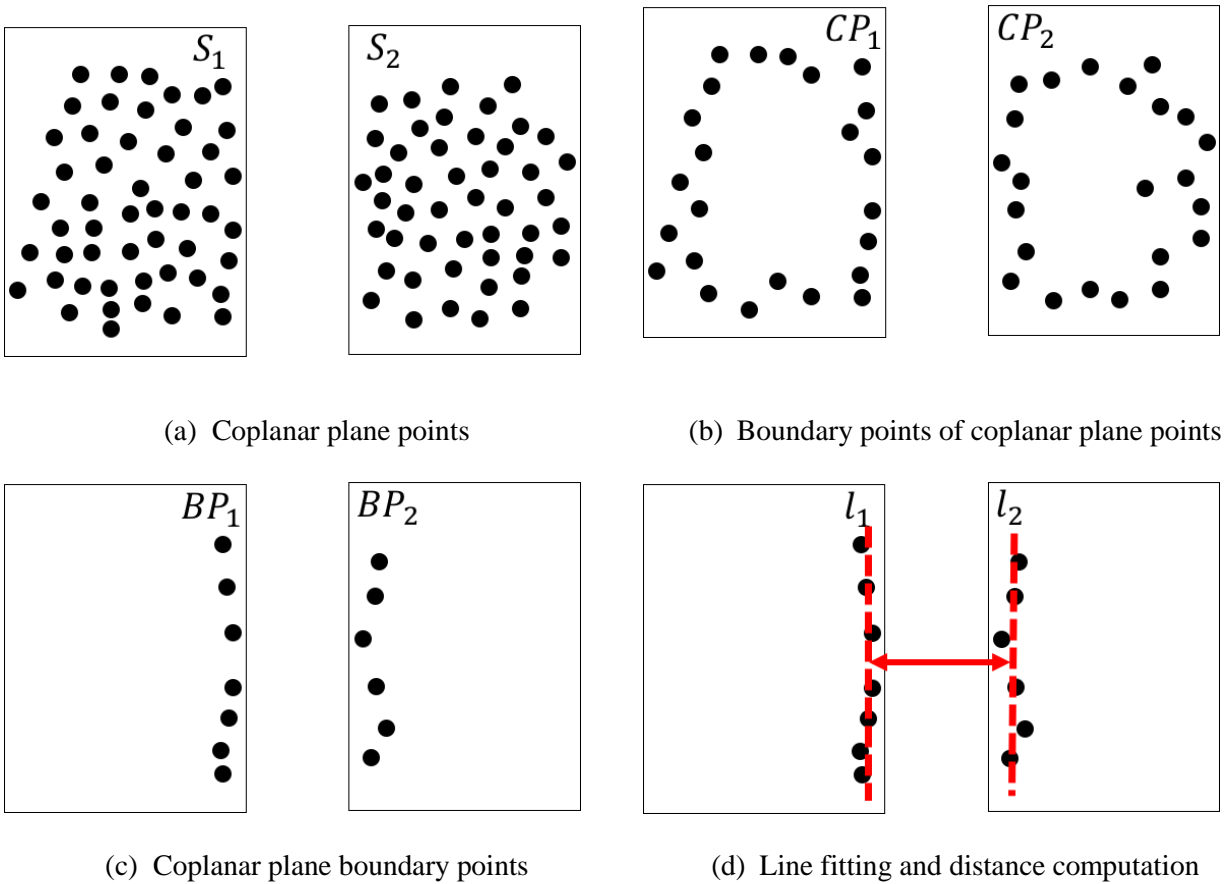 S₁ S₂ CP₁ CP₂
(a) Coplanar plane points
(b) Boundary points of coplanar plane points
BP₁ BP₂ l₁ l₂
(c) Coplanar plane boundary points
(d) Line fitting and distance computation